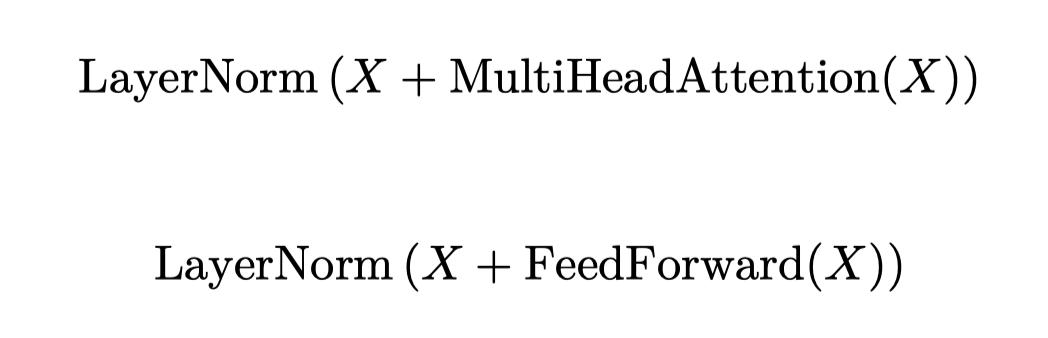 LayerNorm (X + MultiHeadAttention(X))
LayerNorm (X + FeedForward(X))